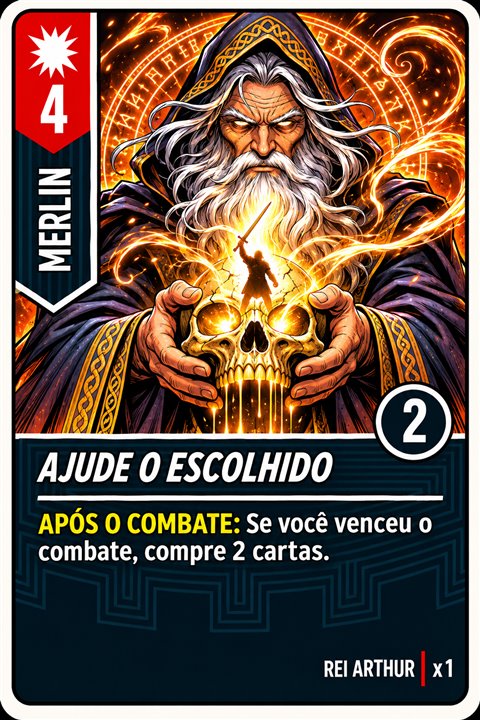 4
MERLIN
2
AJUDE O ESCOLHIDO
APÓS O COMBATE: Se você venceu o
combate, compre 2 cartas.
REI ARTHUR | x1